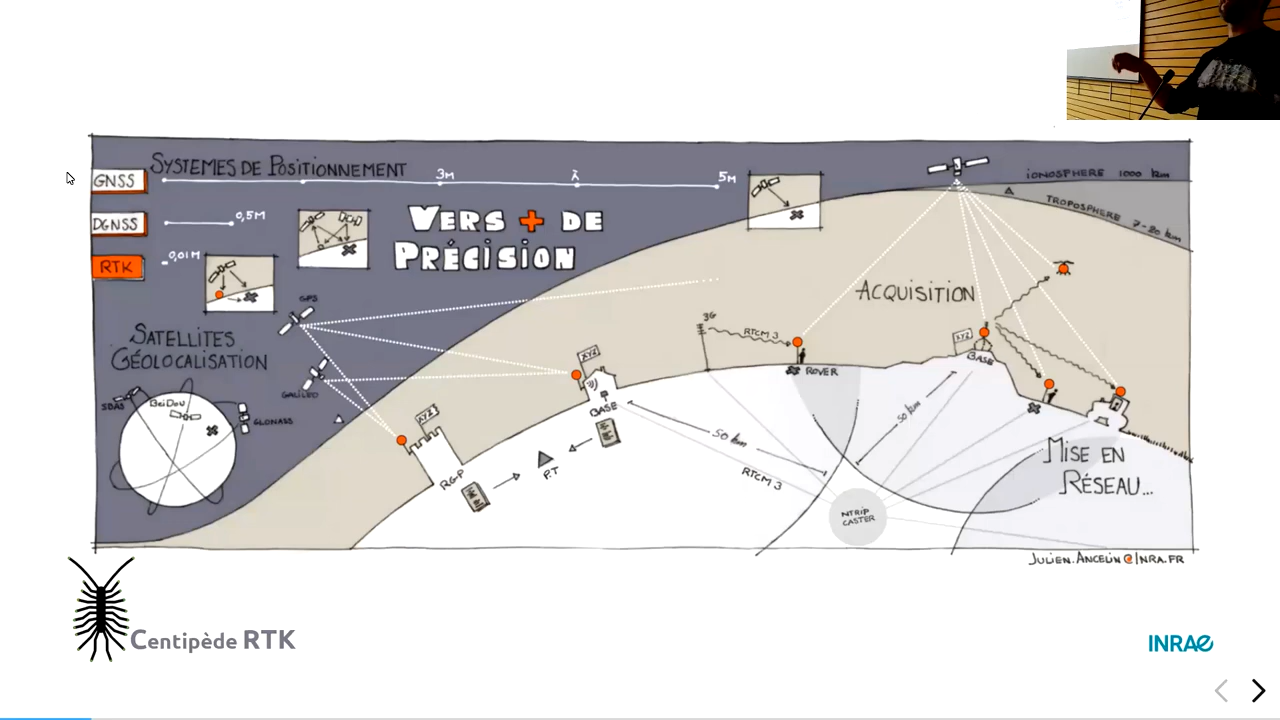 SYSTEMES DE POSITIONNEMENT
GNSS
3M
λ
5M
DGNSS
0,5M
RTK
0,01M
VERS + DE
PRÉCISION
IONOSPHERE 1000 km
TROPOSPHERE 7-20 km
SATELLITES
GÉOLOCALISATION
GPS
GALILEO
SBAS
BEIDOU
GLONASS
ACQUISITION
3G
RTCM 3
ROVER
XYZ
BASE
XYZ
BASE
XYZ
RGP
P.T
50 km
50 km
RTCM 3
NTRIP
CASTER
MISE EN
RÉSEAU...
JULIEN.ANCELIN@INRA.FR
Centipède RTK
INRAE